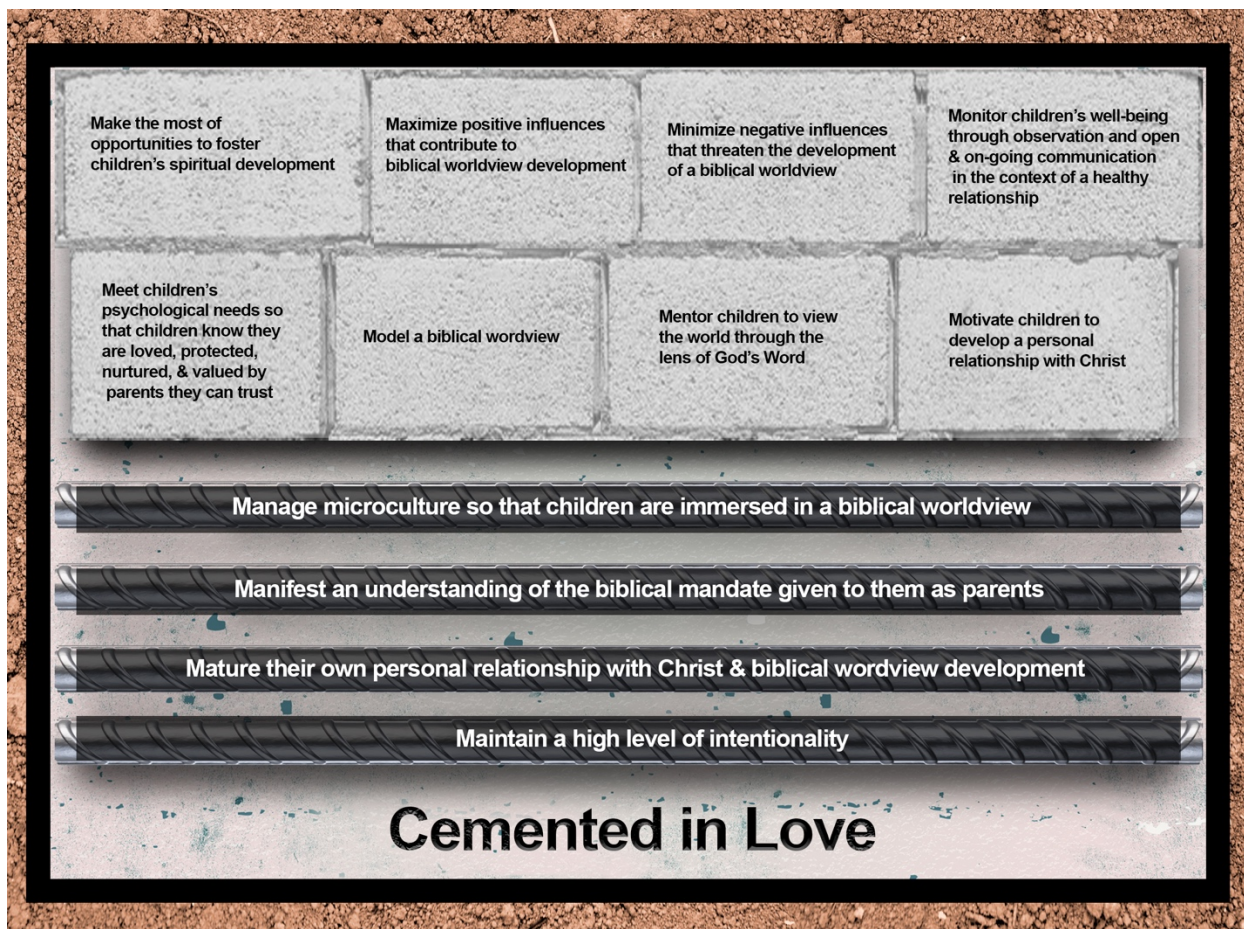 Make the most of
opportunities to foster
children's spiritual development
Maximize positive influences
that contribute to
biblical worldview development
Minimize negative influences
that threaten the development
of a biblical worldview
Monitor children's well-being
through observation and open
& on-going communication
in the context of a healthy
relationship
Meet children's
psychological needs so
that children know they
are loved, protected,
nurtured, & valued by
parents they can trust
Model a biblical wordview
Mentor children to view
the world through the
lens of God's Word
Motivate children to
develop a personal
relationship with Christ
Manage microculture so that children are immersed in a biblical worldview
Manifest an understanding of the biblical mandate given to them as parents
Mature their own personal relationship with Christ & biblical wordview development
Maintain a high level of intentionality
Cemented in Love